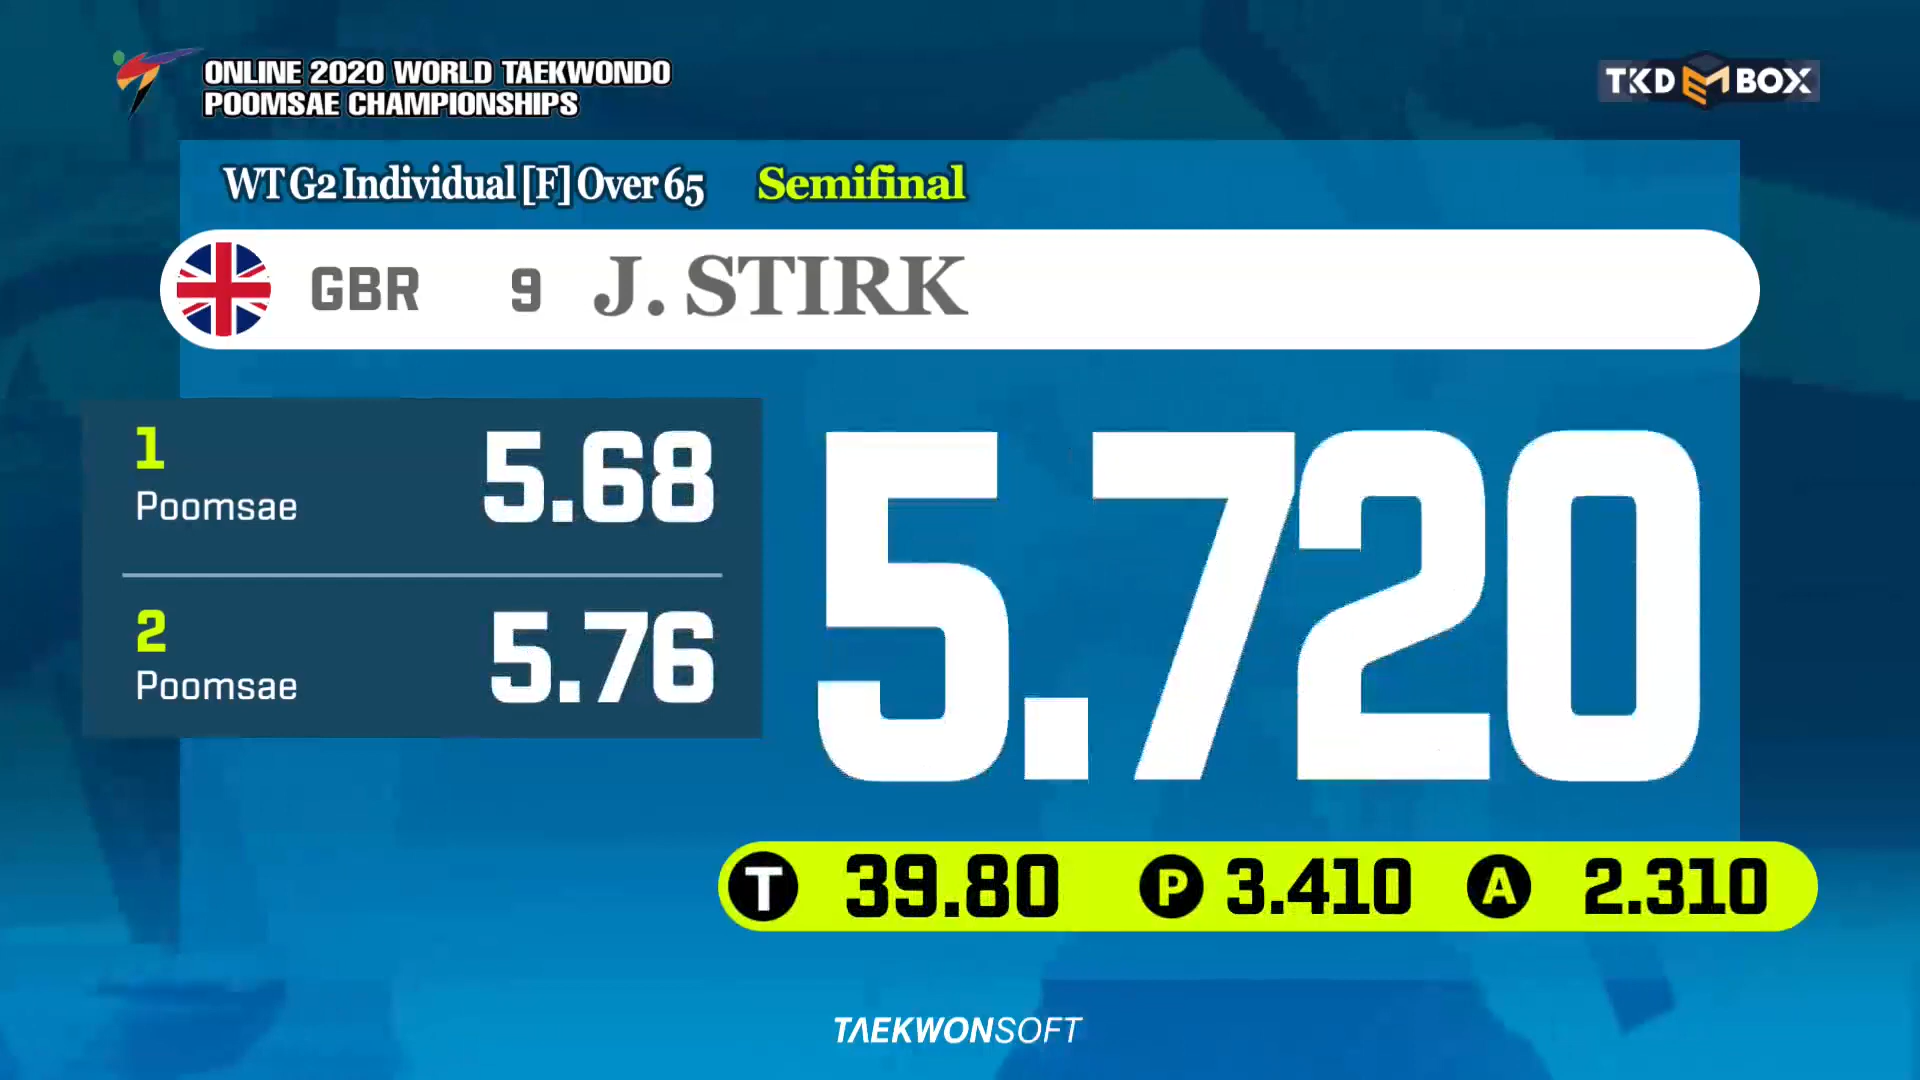 ONLINE 2020 WORLD TAEKWONDO
POOMSAE CHAMPIONSHIPS
TKD BOX
WT G2 Individual [F] Over 65 Semifinal
GBR 9 J. STIRK
1
Poomsae
5.68
2
Poomsae
5.76
5.720
T 39.80 P 3.410 A 2.310
TAEKWONSOFT